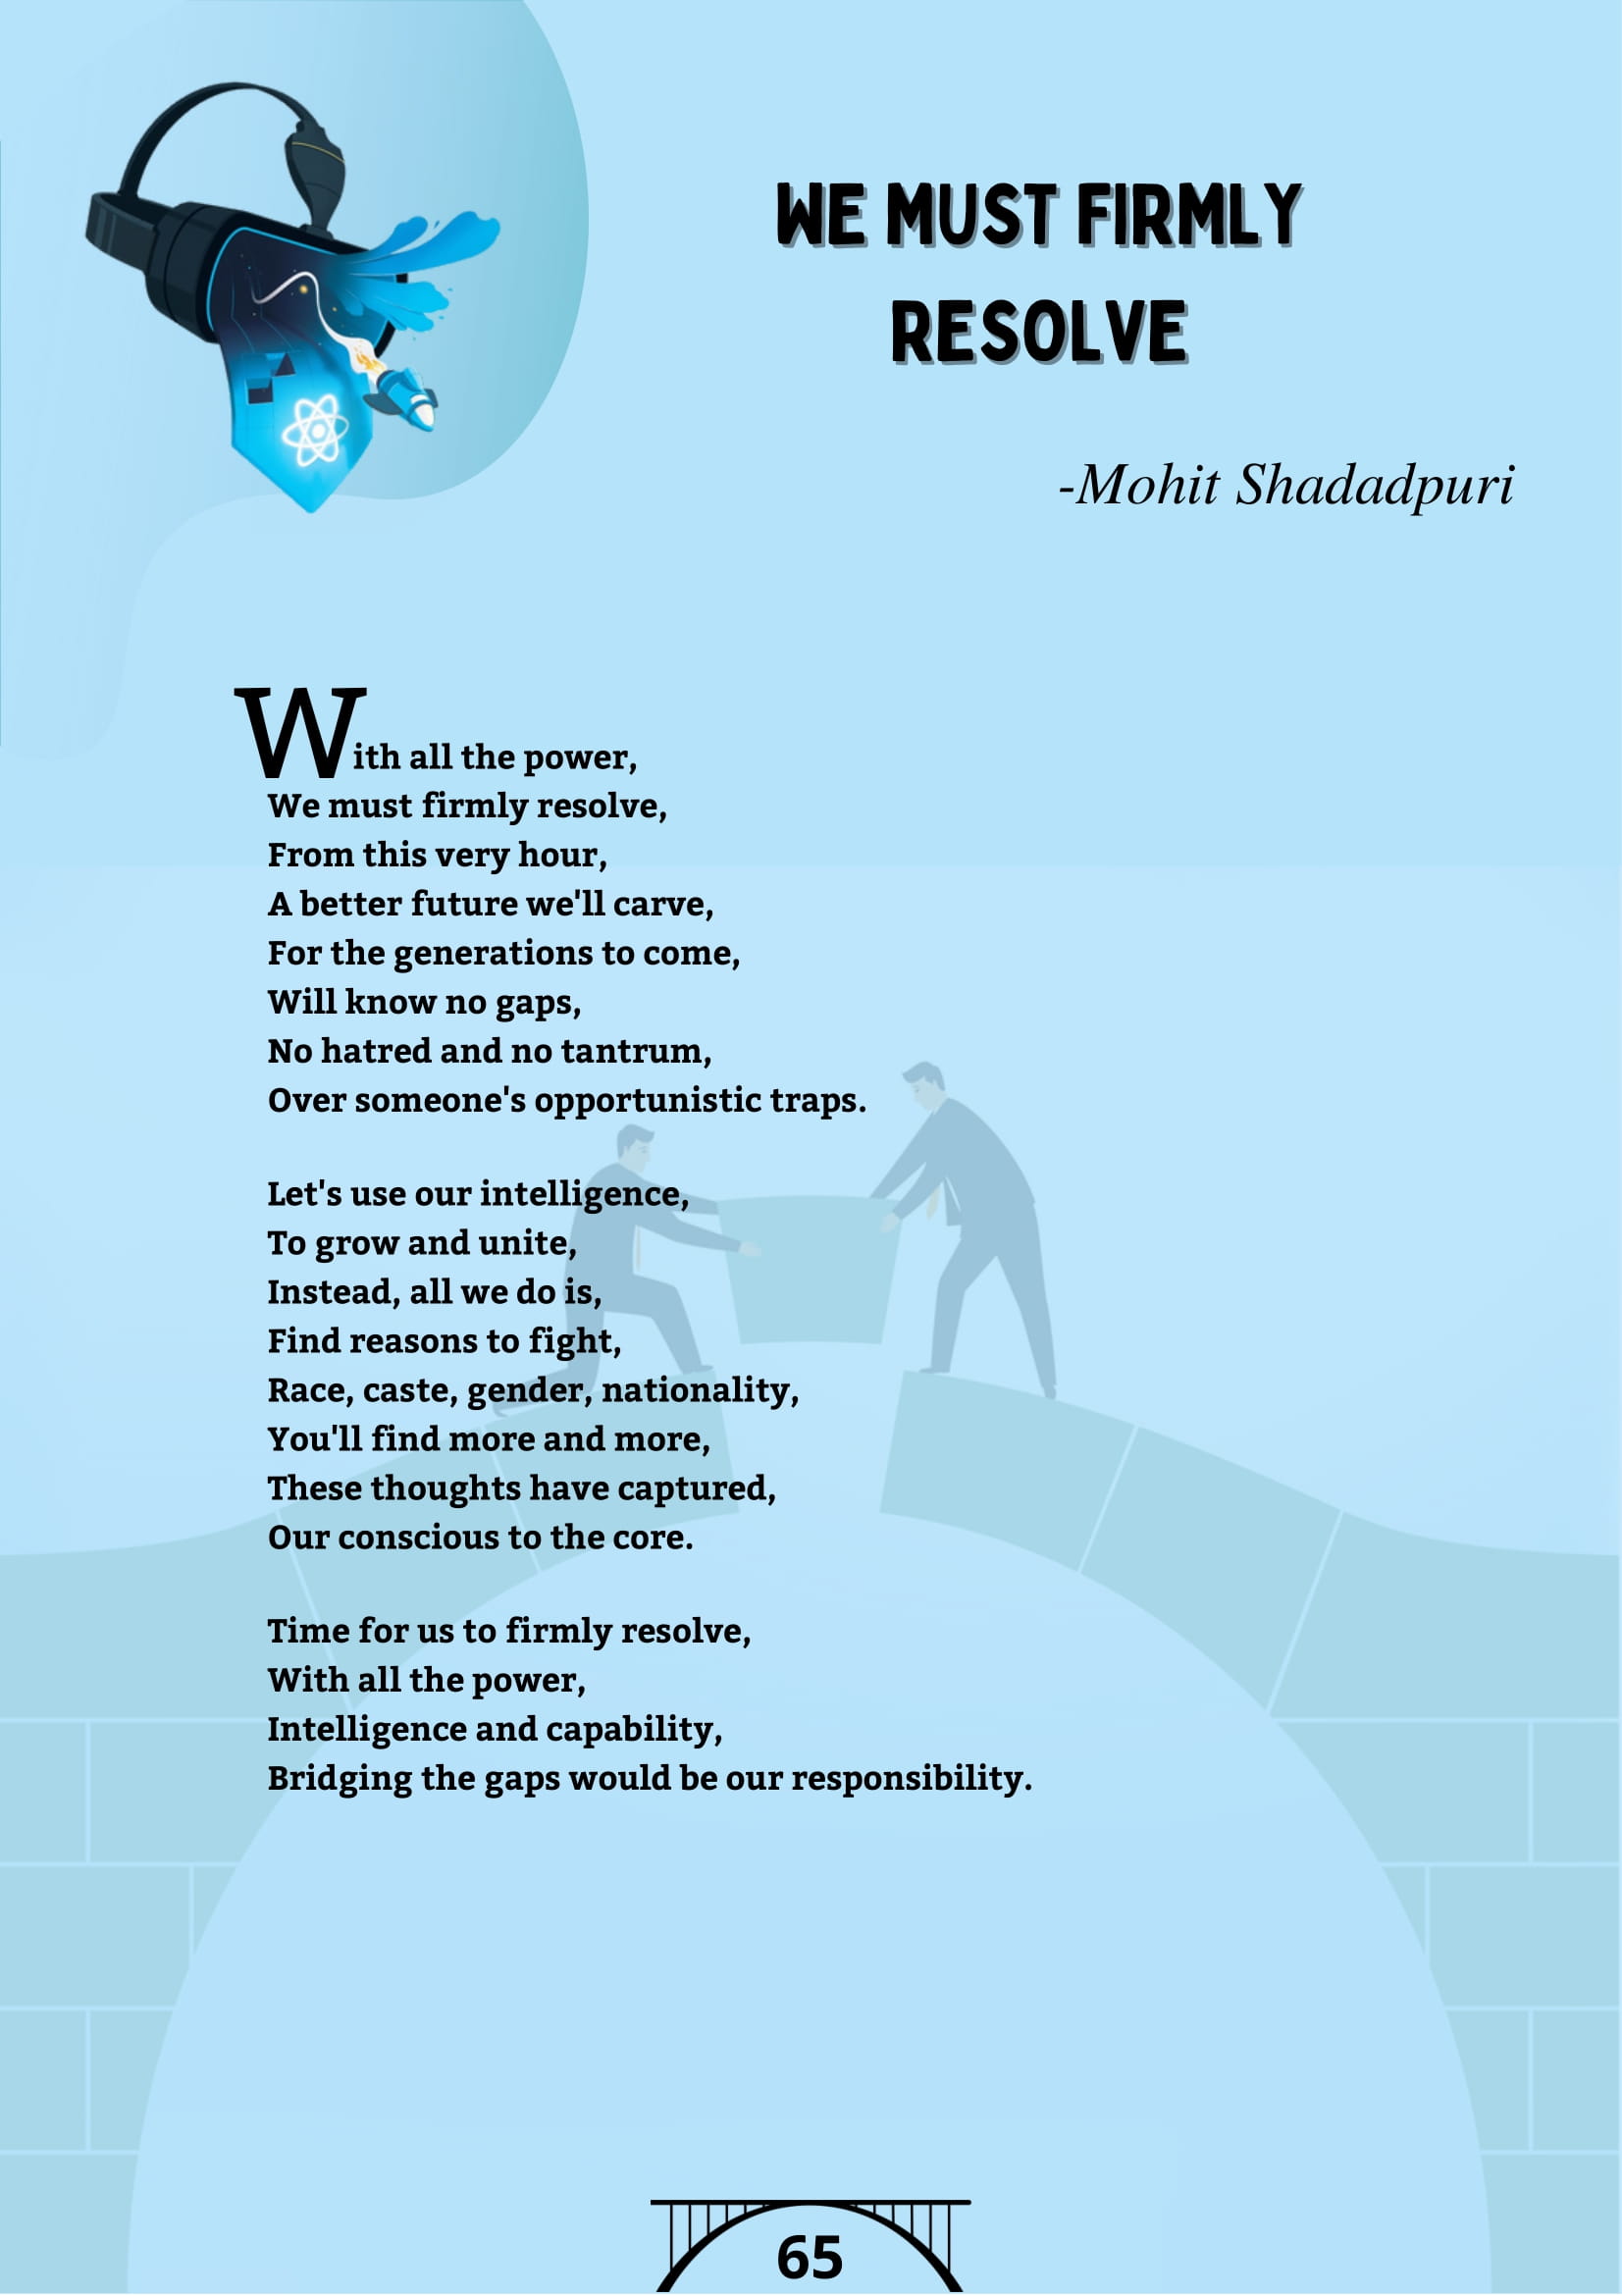 WE MUST FIRMLY
RESOLVE
-Mohit Shadadpuri
With all the power,
We must firmly resolve,
From this very hour,
A better future we'll carve,
For the generations to come,
Will know no gaps,
No hatred and no tantrum,
Over someone's opportunistic traps.
Let's use our intelligence,
To grow and unite,
Instead, all we do is,
Find reasons to fight,
Race, caste, gender, nationality,
You'll find more and more,
These thoughts have captured,
Our conscious to the core.
Time for us to firmly resolve,
With all the power,
Intelligence and capability,
Bridging the gaps would be our responsibility.
65